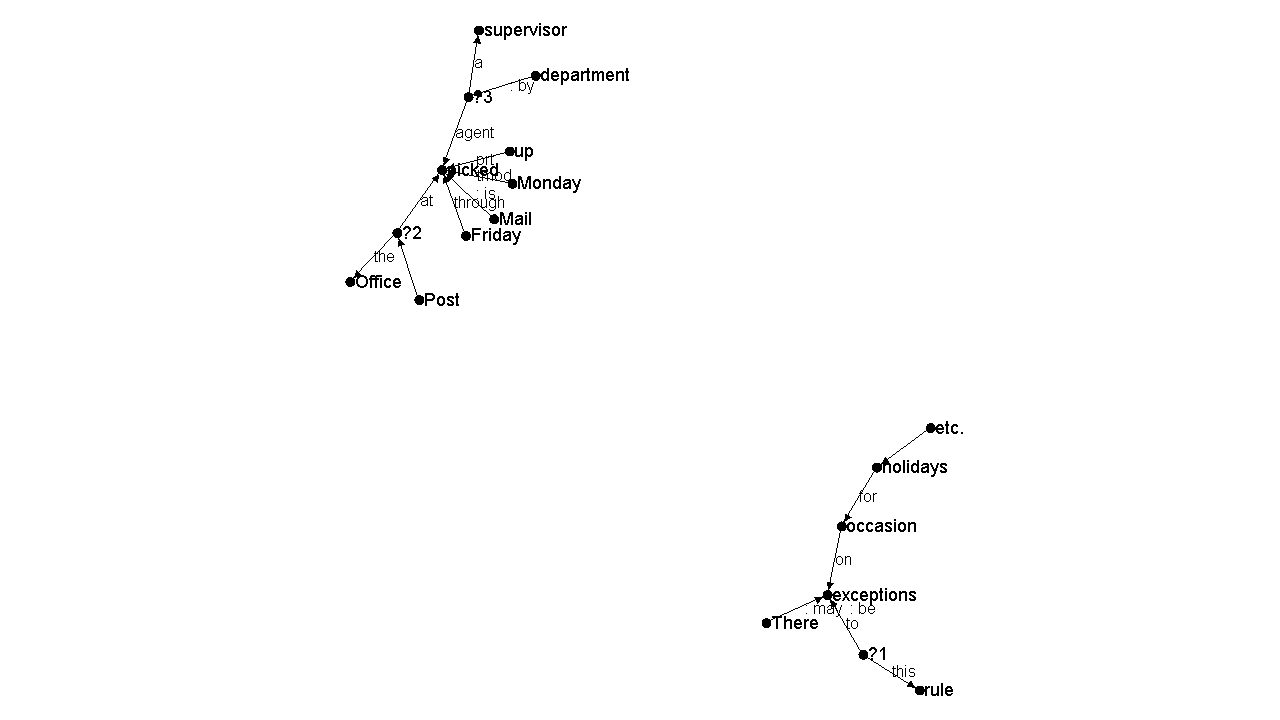 supervisor
a
department
: by
?3
agent
up
prt
picked
tmod
Monday
: is
at
through
Mail
?2
Friday
the
Office
Post
etc.
holidays
for
occasion
on
exceptions
: may : be
There
to
?1
this
rule